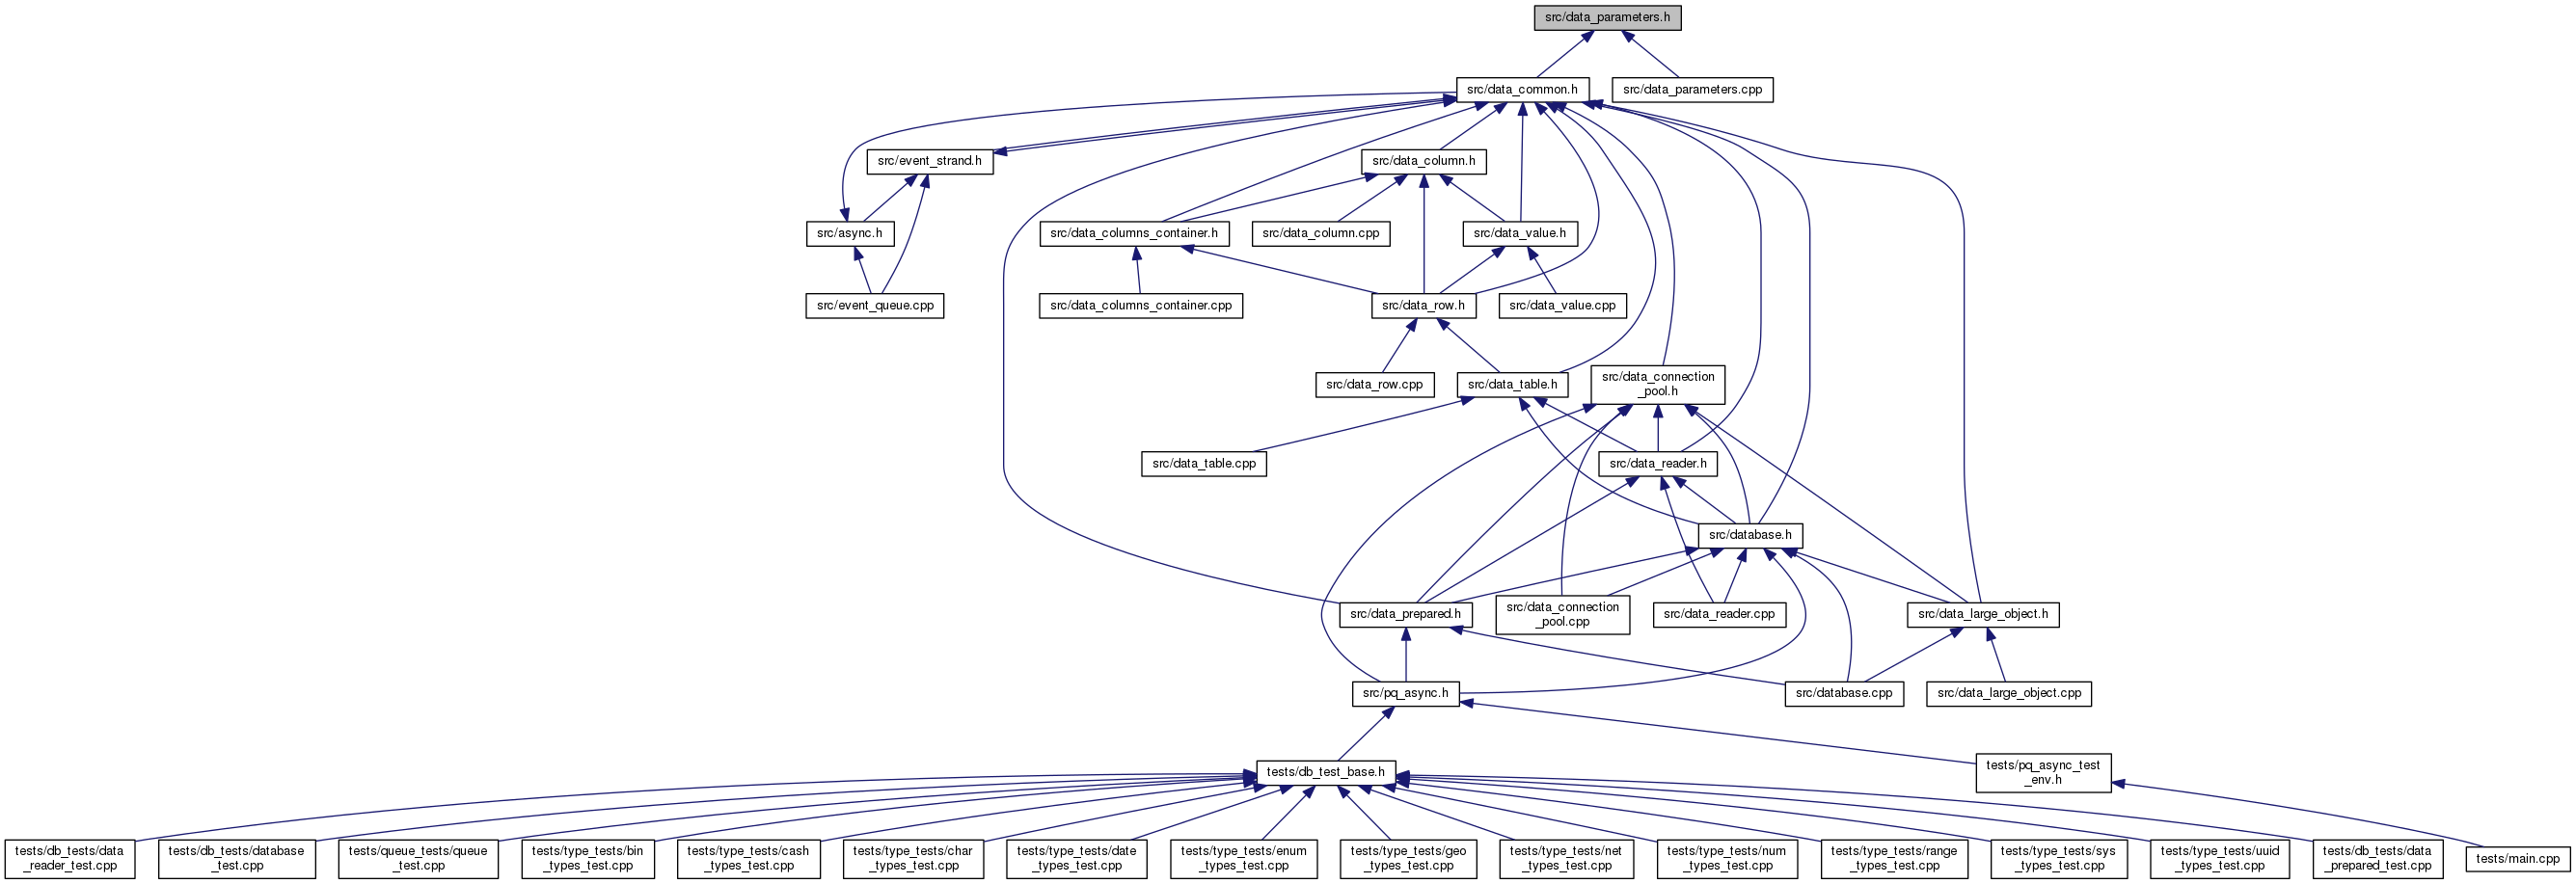 src/data_parameters.h
src/data_common.h
src/data_parameters.cpp
src/event_strand.h
src/data_column.h
src/async.h
src/data_columns_container.h
src/data_column.cpp
src/data_value.h
src/event_queue.cpp
src/data_columns_container.cpp
src/data_row.h
src/data_value.cpp
src/data_row.cpp
src/data_table.h
src/data_connection
_pool.h
src/data_table.cpp
src/data_reader.h
src/database.h
src/data_prepared.h
src/data_connection
_pool.cpp
src/data_reader.cpp
src/data_large_object.h
src/pq_async.h
src/database.cpp
src/data_large_object.cpp
tests/db_test_base.h
tests/pq_async_test
_env.h
tests/db_tests/data
_reader_test.cpp
tests/db_tests/database
_test.cpp
tests/queue_tests/queue
_test.cpp
tests/type_tests/bin
_types_test.cpp
tests/type_tests/cash
_types_test.cpp
tests/type_tests/char
_types_test.cpp
tests/type_tests/date
_types_test.cpp
tests/type_tests/enum
_types_test.cpp
tests/type_tests/geo
_types_test.cpp
tests/type_tests/net
_types_test.cpp
tests/type_tests/num
_types_test.cpp
tests/type_tests/range
_types_test.cpp
tests/type_tests/sys
_types_test.cpp
tests/type_tests/uuid
_types_test.cpp
tests/db_tests/data
_prepared_test.cpp
tests/main.cpp